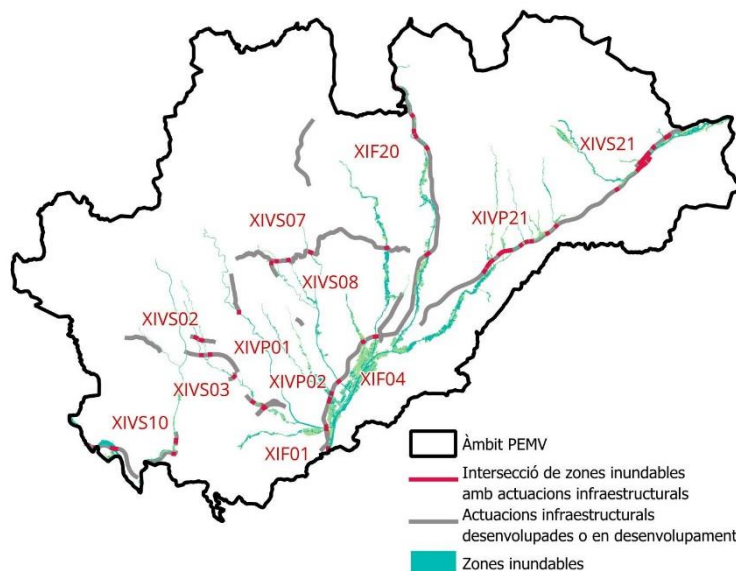 XIF20
XIVS21
XIVP21
XIVS07
XIVS08
XIVS02
XIVP01
XIVS03
XIVP02
XIF04
XIVS10
XIF01
Àmbit PEMV
Intersecció de zones inundables
amb actuacions infraestructurals
Actuacions infraestructurals
desenvolupades o en desenvolupament
Zones inundables